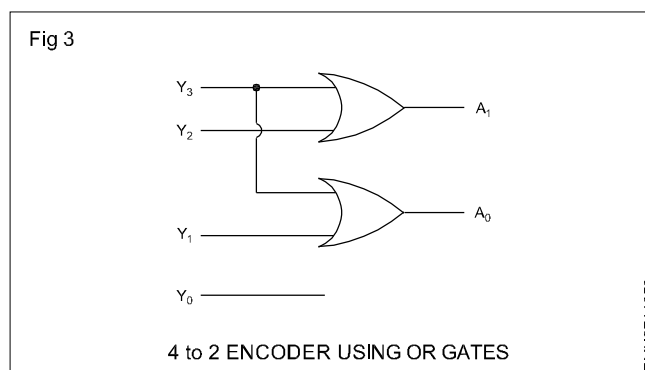 Fig 3
Y3
A1
Y2
A0
Y1
Y0
4 to 2 ENCODER USING OR GATES